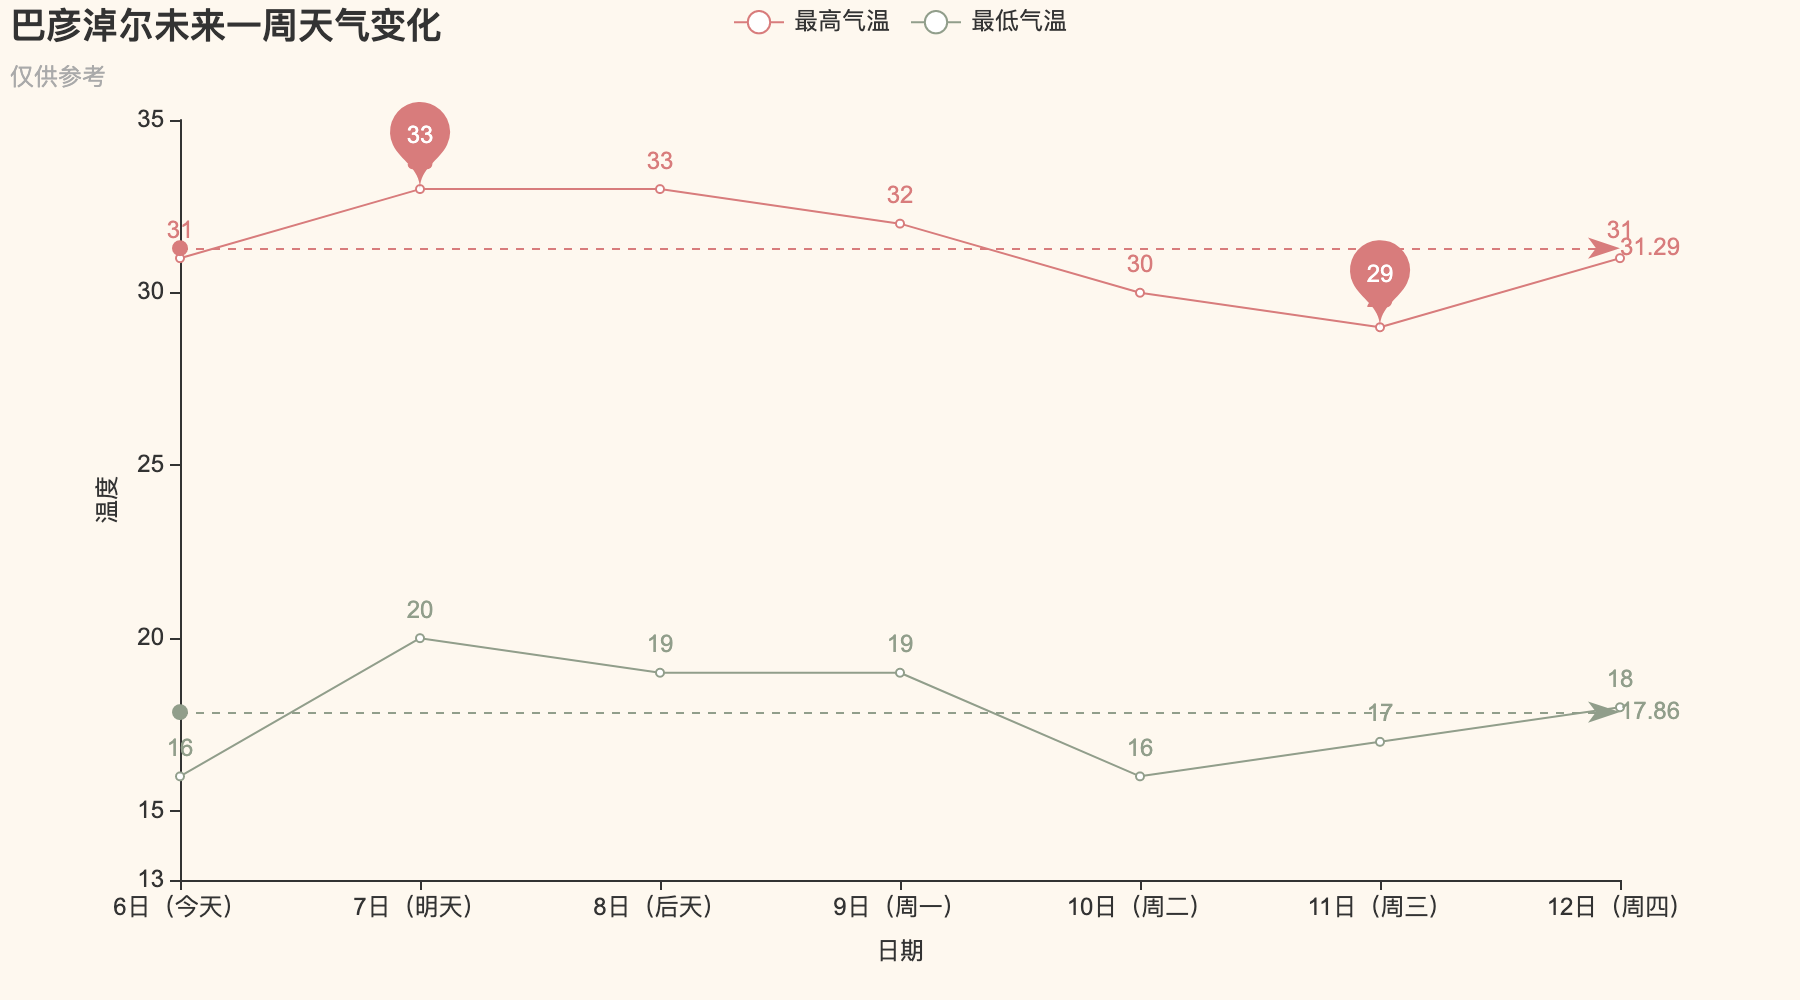 巴彦淖尔未来一周天气变化
仅供参考
最高气温
最低气温
35
30
25
20
15
13
温度
31
33
33
32
30
29
31
31.29
16
20
19
19
16
17
18
17.86
6日（今天）
7日（明天）
8日（后天）
9日（周一）
10日（周二）
11日（周三）
12日（周四）
日期